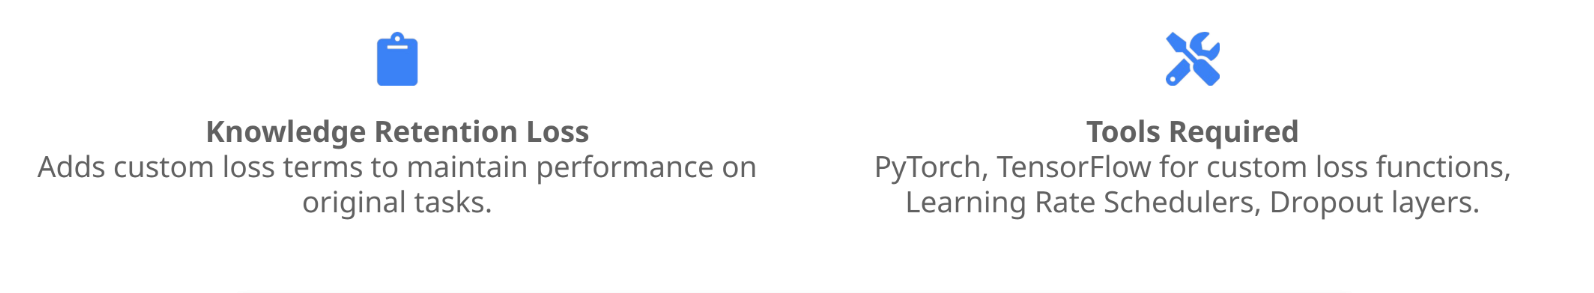 Knowledge Retention Loss
Adds custom loss terms to maintain performance on
original tasks.
Tools Required
PyTorch, TensorFlow for custom loss functions,
Learning Rate Schedulers, Dropout layers.